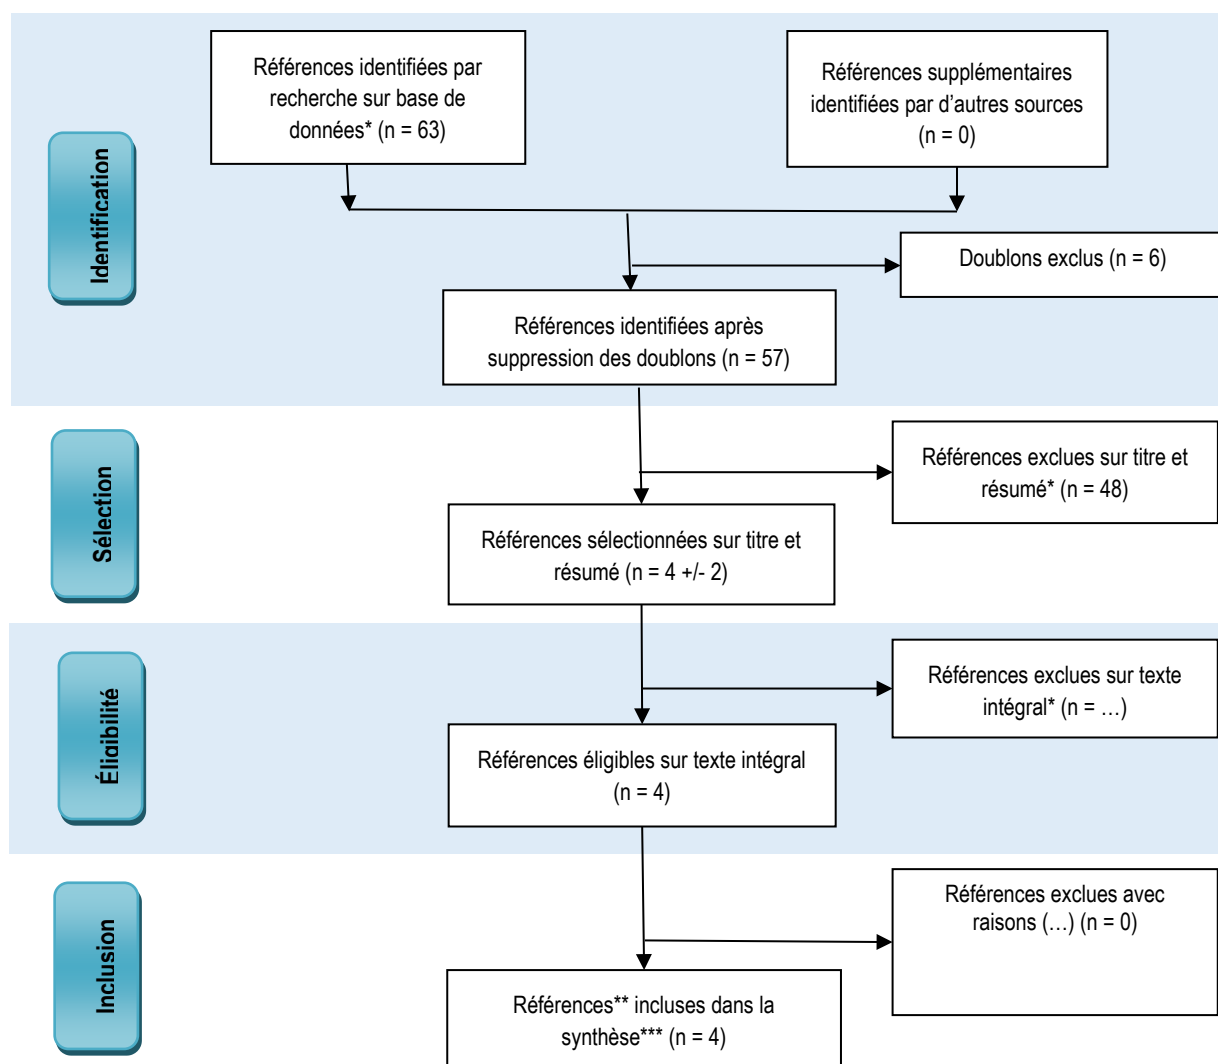 Références identifiées par
recherche sur base de
données* (n = 63)
Références supplémentaires
identifiées par d’autres sources
(n = 0)
Identification
Doublons exclus (n = 6)
Références identifiées après
suppression des doublons (n = 57)
Sélection
Références exclues sur titre et
résumé* (n = 48)
Références sélectionnées sur titre et
résumé (n = 4 +/- 2)
Éligibilité
Références exclues sur texte
intégral* (n = …)
Références éligibles sur texte intégral
(n = 4)
Inclusion
Références exclues avec
raisons (…) (n = 0)
Références** incluses dans la
synthèse*** (n = 4)